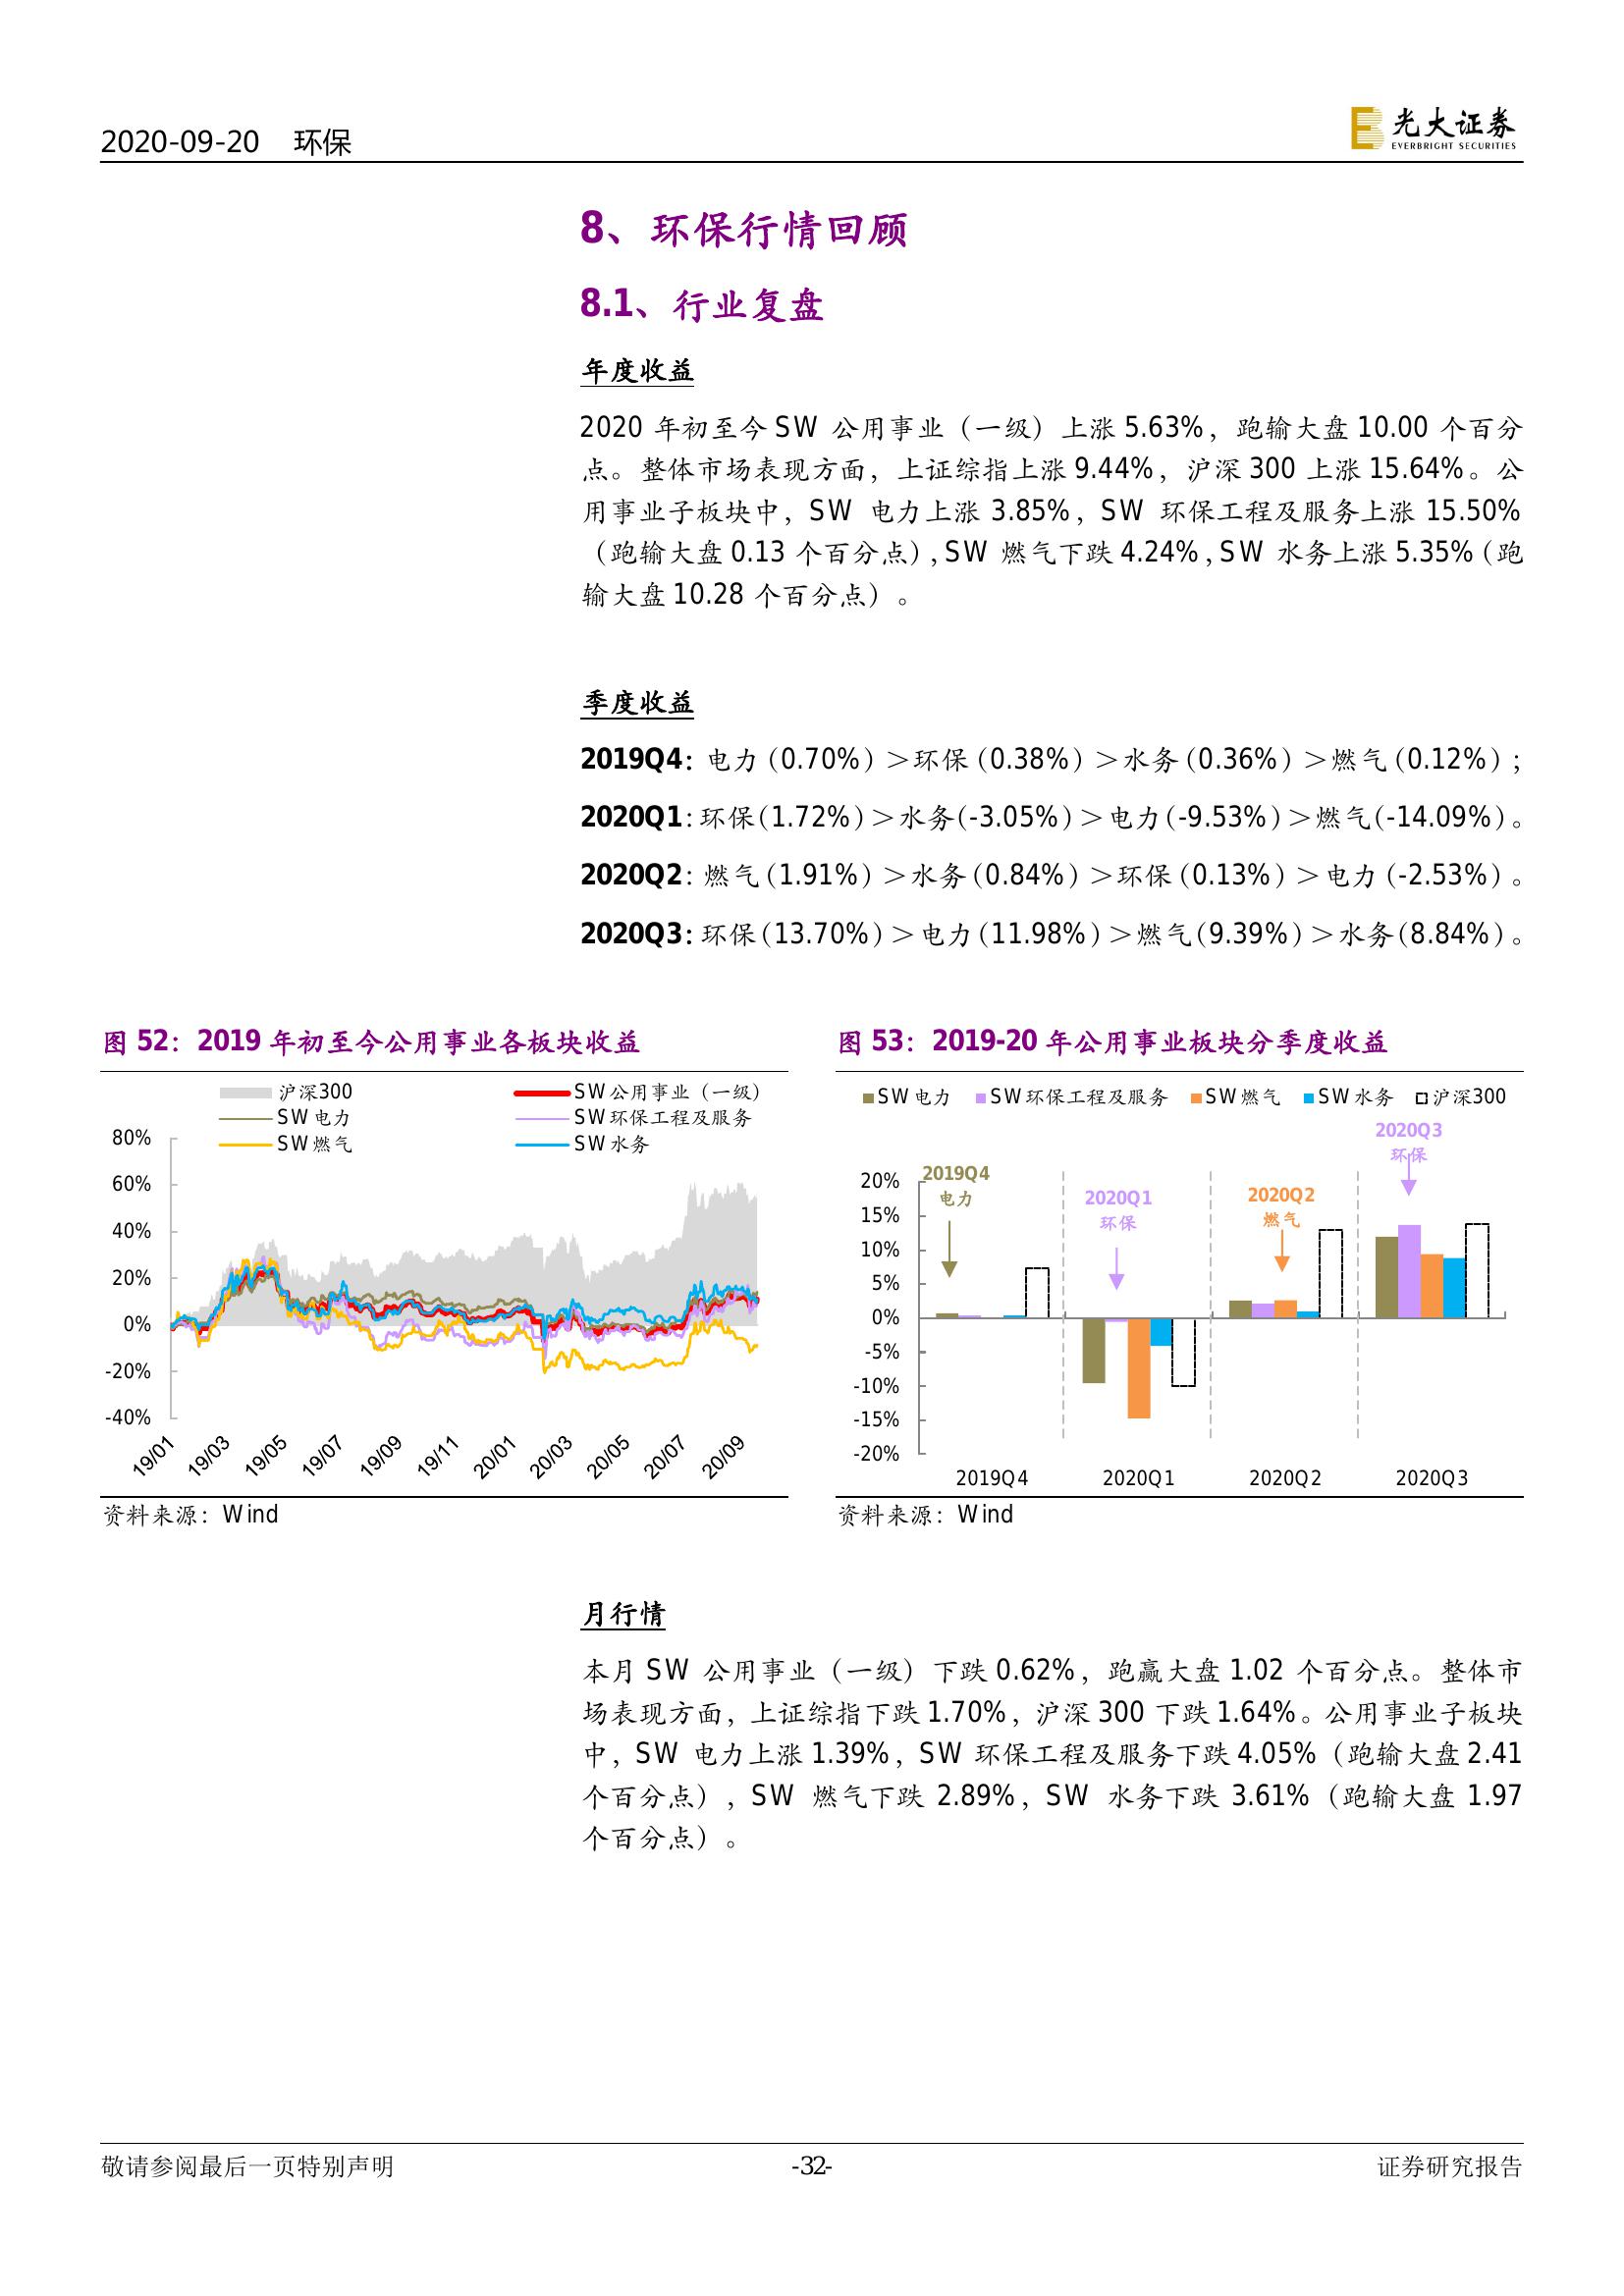 2020-09-20 环保
光大证券
EVERBRIGHT SECURITIES
8、环保行情回顾
8.1、行业复盘
年度收益
2020 年初至今 SW 公用事业（一级）上涨 5.63%，跑输大盘 10.00 个百分
点。整体市场表现方面，上证综指上涨 9.44%，沪深 300 上涨 15.64%。公
用事业子板块中，SW 电力上涨 3.85%，SW 环保工程及服务上涨 15.50%
（跑输大盘 0.13 个百分点），SW 燃气下跌 4.24%，SW 水务上涨 5.35%（跑
输大盘 10.28 个百分点）。
季度收益
2019Q4：电力（0.70%）＞环保（0.38%）＞水务（0.36%）＞燃气（0.12%）；
2020Q1：环保（1.72%）＞水务(-3.05%）＞电力(-9.53%）＞燃气(-14.09%）。
2020Q2：燃气（1.91%）＞水务（0.84%）＞环保（0.13%）＞电力（-2.53%）。
2020Q3：环保（13.70%）＞电力（11.98%）＞燃气（9.39%）＞水务（8.84%）。
图 52：2019 年初至今公用事业各板块收益
沪深300
SW公用事业（一级）
SW电力
SW环保工程及服务
SW燃气
SW水务
80%
60%
40%
20%
0%
-20%
-40%
19/01
19/03
19/05
19/07
19/09
19/11
20/01
20/03
20/05
20/07
20/09
资料来源：Wind
图 53：2019-20 年公用事业板块分季度收益
SW电力 SW环保工程及服务 SW燃气 SW水务 沪深300
2019Q4
电力
2020Q1
环保
2020Q2
燃气
2020Q3
环保
20%
15%
10%
5%
0%
-5%
-10%
-15%
-20%
2019Q4 2020Q1 2020Q2 2020Q3
资料来源：Wind
月行情
本月 SW 公用事业（一级）下跌 0.62%，跑赢大盘 1.02 个百分点。整体市
场表现方面，上证综指下跌 1.70%，沪深 300 下跌 1.64%。公用事业子板块
中，SW 电力上涨 1.39%，SW 环保工程及服务下跌 4.05%（跑输大盘 2.41
个百分点），SW 燃气下跌 2.89%，SW 水务下跌 3.61%（跑输大盘 1.97
个百分点）。
敬请参阅最后一页特别声明
-32-
证券研究报告